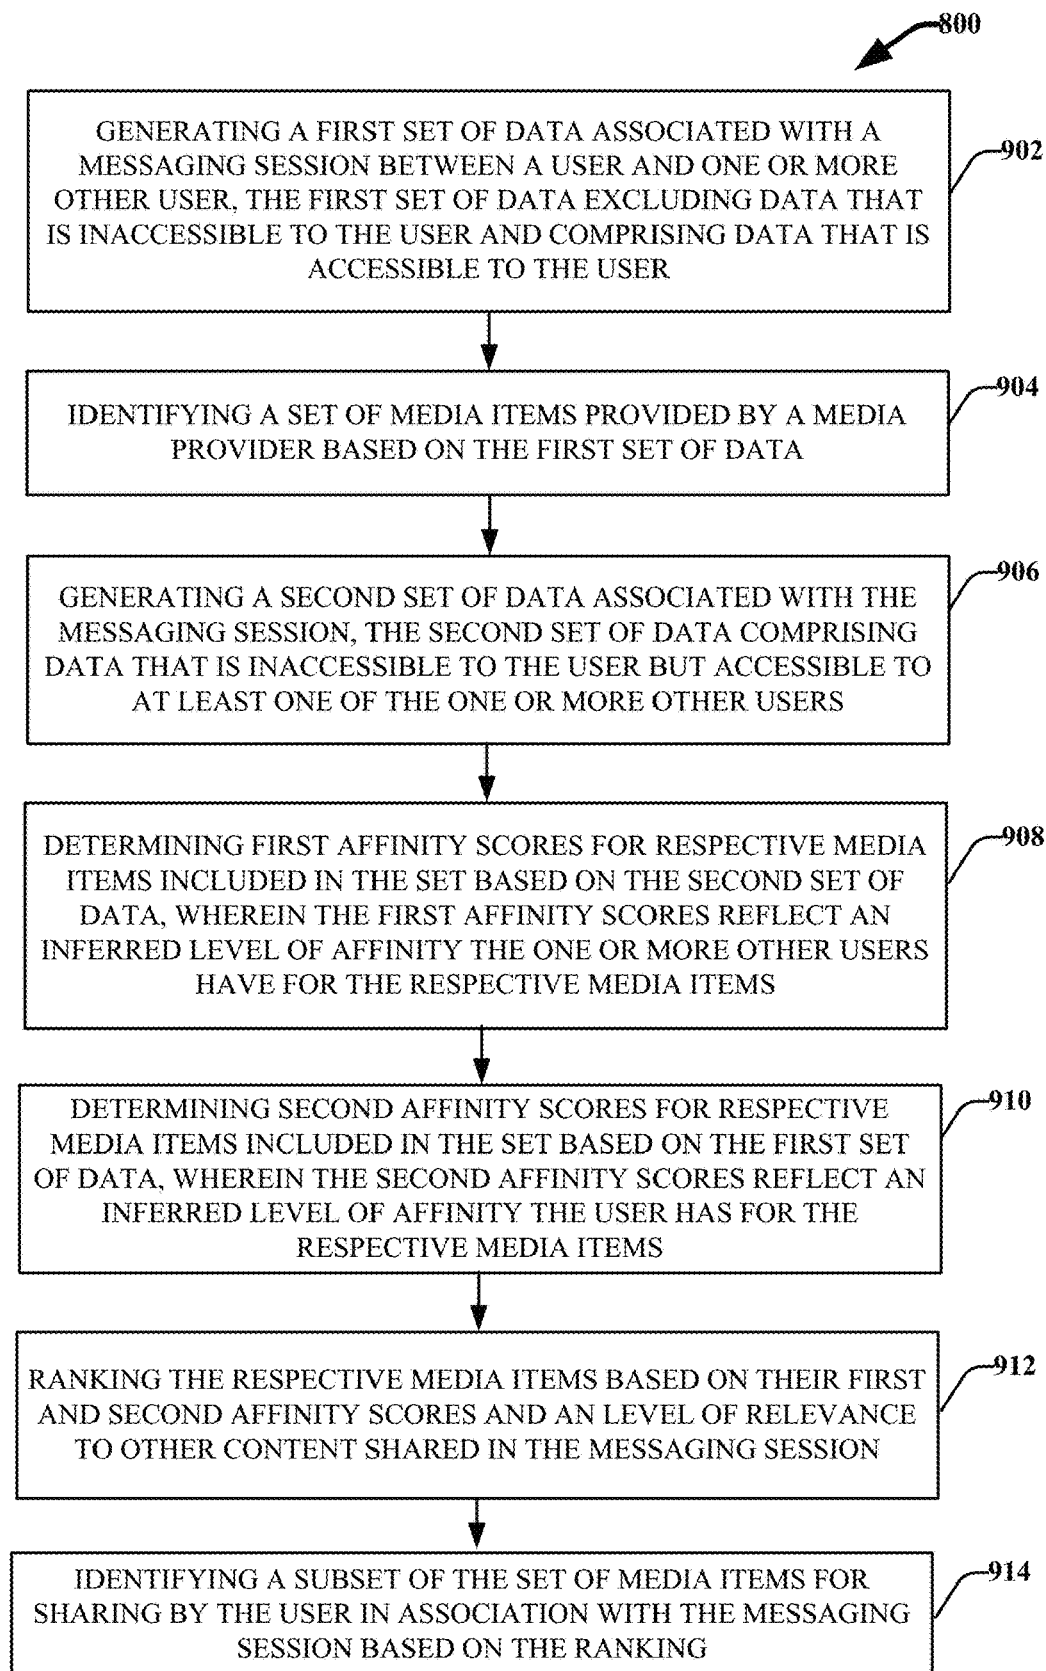 800
GENERATING A FIRST SET OF DATA ASSOCIATED WITH A
MESSAGING SESSION BETWEEN A USER AND ONE OR MORE
OTHER USER, THE FIRST SET OF DATA EXCLUDING DATA THAT
IS INACCESSIBLE TO THE USER AND COMPRISING DATA THAT IS
ACCESSIBLE TO THE USER
902
IDENTIFYING A SET OF MEDIA ITEMS PROVIDED BY A MEDIA
PROVIDER BASED ON THE FIRST SET OF DATA
904
GENERATING A SECOND SET OF DATA ASSOCIATED WITH THE
MESSAGING SESSION, THE SECOND SET OF DATA COMPRISING
DATA THAT IS INACCESSIBLE TO THE USER BUT ACCESSIBLE TO
AT LEAST ONE OF THE ONE OR MORE OTHER USERS
906
DETERMINING FIRST AFFINITY SCORES FOR RESPECTIVE MEDIA
ITEMS INCLUDED IN THE SET BASED ON THE SECOND SET OF
DATA, WHEREIN THE FIRST AFFINITY SCORES REFLECT AN
INFERRED LEVEL OF AFFINITY THE ONE OR MORE OTHER USERS
HAVE FOR THE RESPECTIVE MEDIA ITEMS
908
DETERMINING SECOND AFFINITY SCORES FOR RESPECTIVE
MEDIA ITEMS INCLUDED IN THE SET BASED ON THE FIRST SET
OF DATA, WHEREIN THE SECOND AFFINITY SCORES REFLECT AN
INFERRED LEVEL OF AFFINITY THE USER HAS FOR THE
RESPECTIVE MEDIA ITEMS
910
RANKING THE RESPECTIVE MEDIA ITEMS BASED ON THEIR FIRST
AND SECOND AFFINITY SCORES AND AN LEVEL OF RELEVANCE
TO OTHER CONTENT SHARED IN THE MESSAGING SESSION
912
IDENTIFYING A SUBSET OF THE SET OF MEDIA ITEMS FOR
SHARING BY THE USER IN ASSOCIATION WITH THE MESSAGING
SESSION BASED ON THE RANKING
914